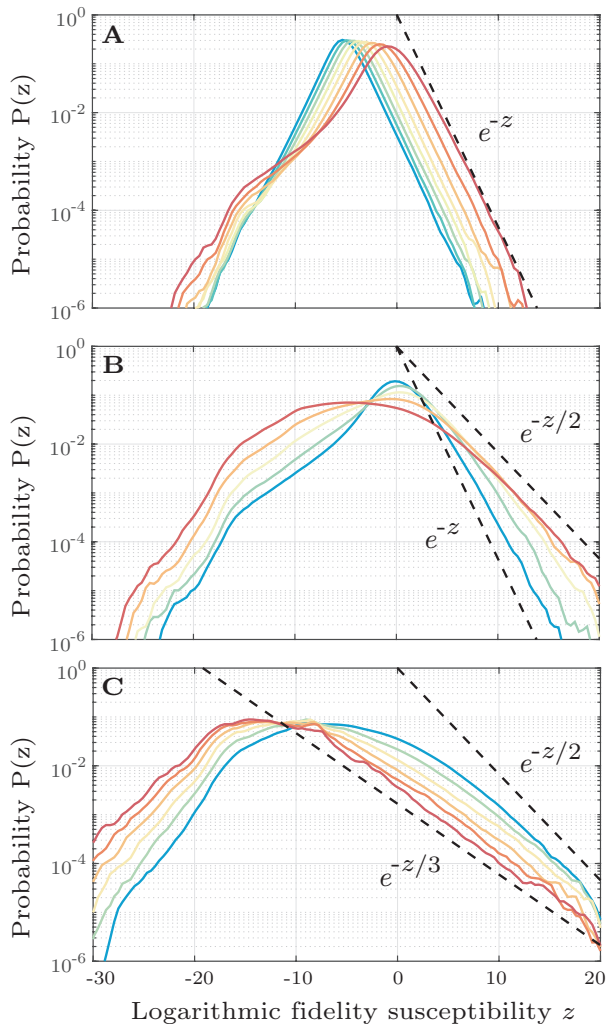 A
Probability P(z)
10^0
10^-2
10^-4
10^-6
e^-z
B
Probability P(z)
10^0
10^-2
10^-4
10^-6
e^-z/2
e^-z
C
Probability P(z)
10^0
10^-2
10^-4
10^-6
e^-z/2
e^-z/3
-30 -20 -10 0 10 20
Logarithmic fidelity susceptibility z